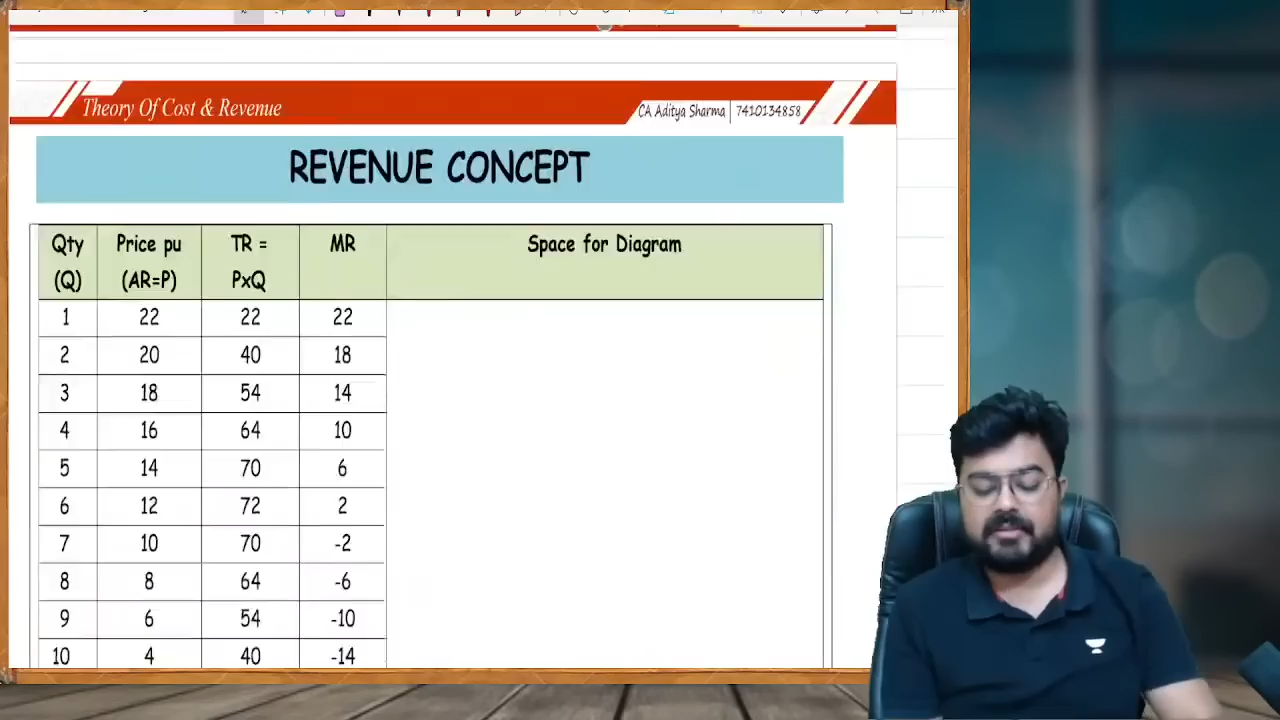 Theory Of Cost & Revenue
CA Aditya Sharma | 7410134858
REVENUE CONCEPT
Qty (Q) Price pu (AR=P) TR = PxQ MR Space for Diagram
1 22 22 22
2 20 40 18
3 18 54 14
4 16 64 10
5 14 70 6
6 12 72 2
7 10 70 -2
8 8 64 -6
9 6 54 -10
10 4 40 -14